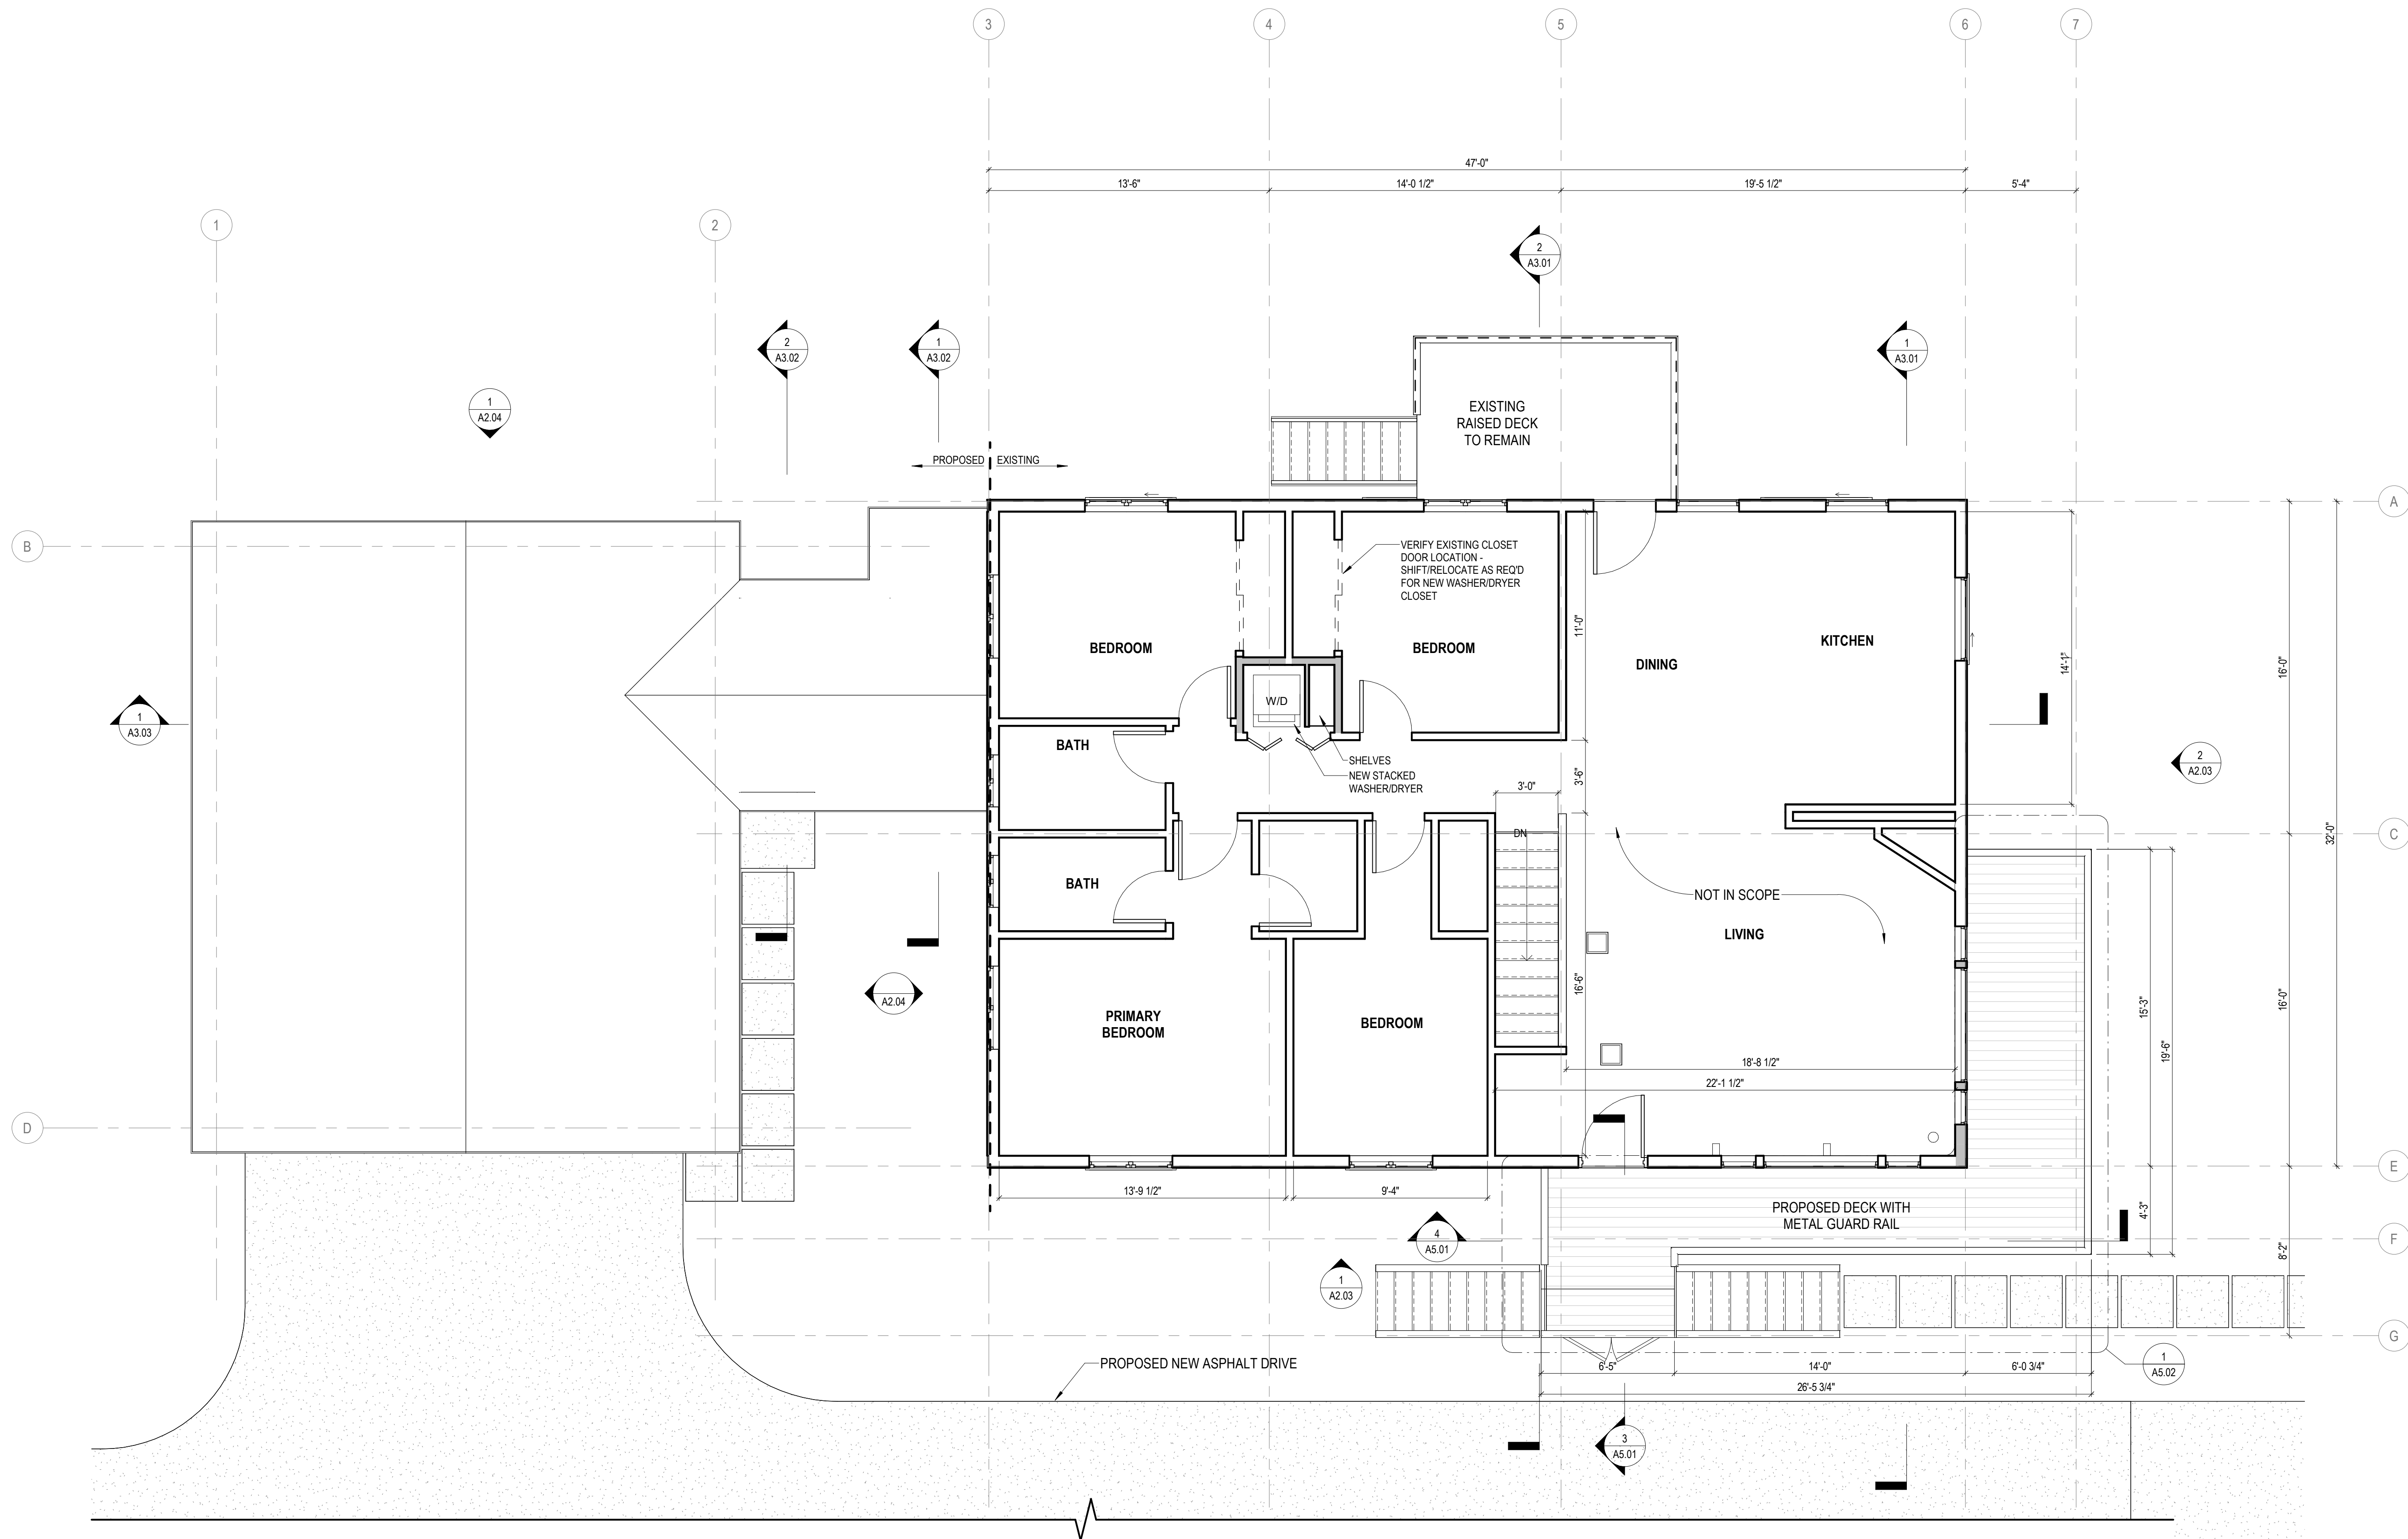 3
4
5
6
7
47'-0"
13'-6"
14'-0 1/2"
19'-5 1/2"
5'-4"
1
2
2
A3.01
2
A3.02
1
A3.02
1
A3.01
1
A2.04
EXISTING
RAISED DECK
TO REMAIN
PROPOSED
EXISTING
A
B
VERIFY EXISTING CLOSET
DOOR LOCATION -
SHIFT/RELOCATE AS REQ'D
FOR NEW WASHER/DRYER
CLOSET
BEDROOM
BEDROOM
11'-0"
DINING
KITCHEN
14'-1"
16'-0"
W/D
1
A3.03
BATH
SHELVES
NEW STACKED
WASHER/DRYER
3'-6"
3'-0"
2
A2.03
DN
C
32'-0"
BATH
NOT IN SCOPE
LIVING
16'-6"
A2.04
PRIMARY
BEDROOM
BEDROOM
15'-3"
16'-0"
19'-6"
18'-8 1/2"
22'-1 1/2"
D
E
13'-9 1/2"
9'-4"
PROPOSED DECK WITH
METAL GUARD RAIL
4'-3"
F
4
A5.01
8'-2"
1
A2.03
G
PROPOSED NEW ASPHALT DRIVE
6'-5"
14'-0"
6'-0 3/4"
1
A5.02
26'-5 3/4"
3
A5.01